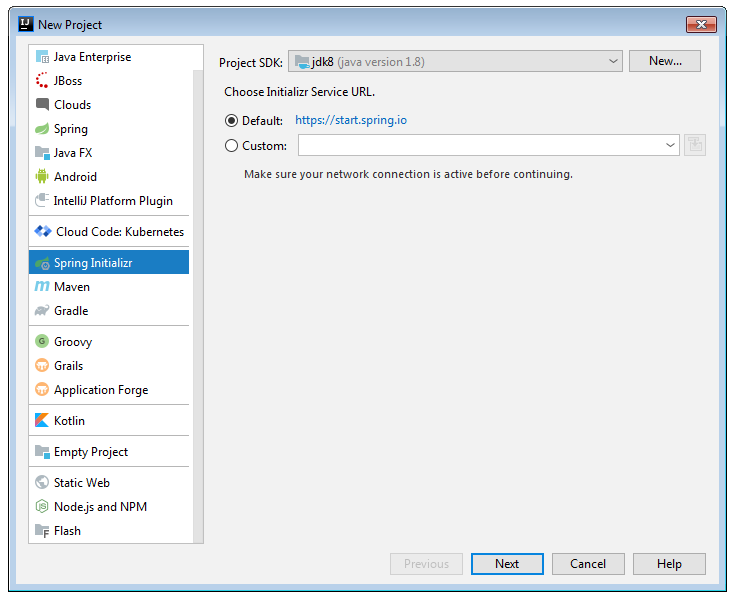 IJ New Project
Java Enterprise
JBoss
Clouds
Spring
Java FX
Android
IntelliJ Platform Plugin
Cloud Code: Kubernetes
Spring Initializr
m Maven
Gradle
G Groovy
Grails
Application Forge
Kotlin
Empty Project
Static Web
Node.js and NPM
F Flash
Project SDK: jdk8 (java version 1.8) New...
Choose Initializr Service URL.
Default: https://start.spring.io
Custom:
Make sure your network connection is active before continuing.
Previous Next Cancel Help